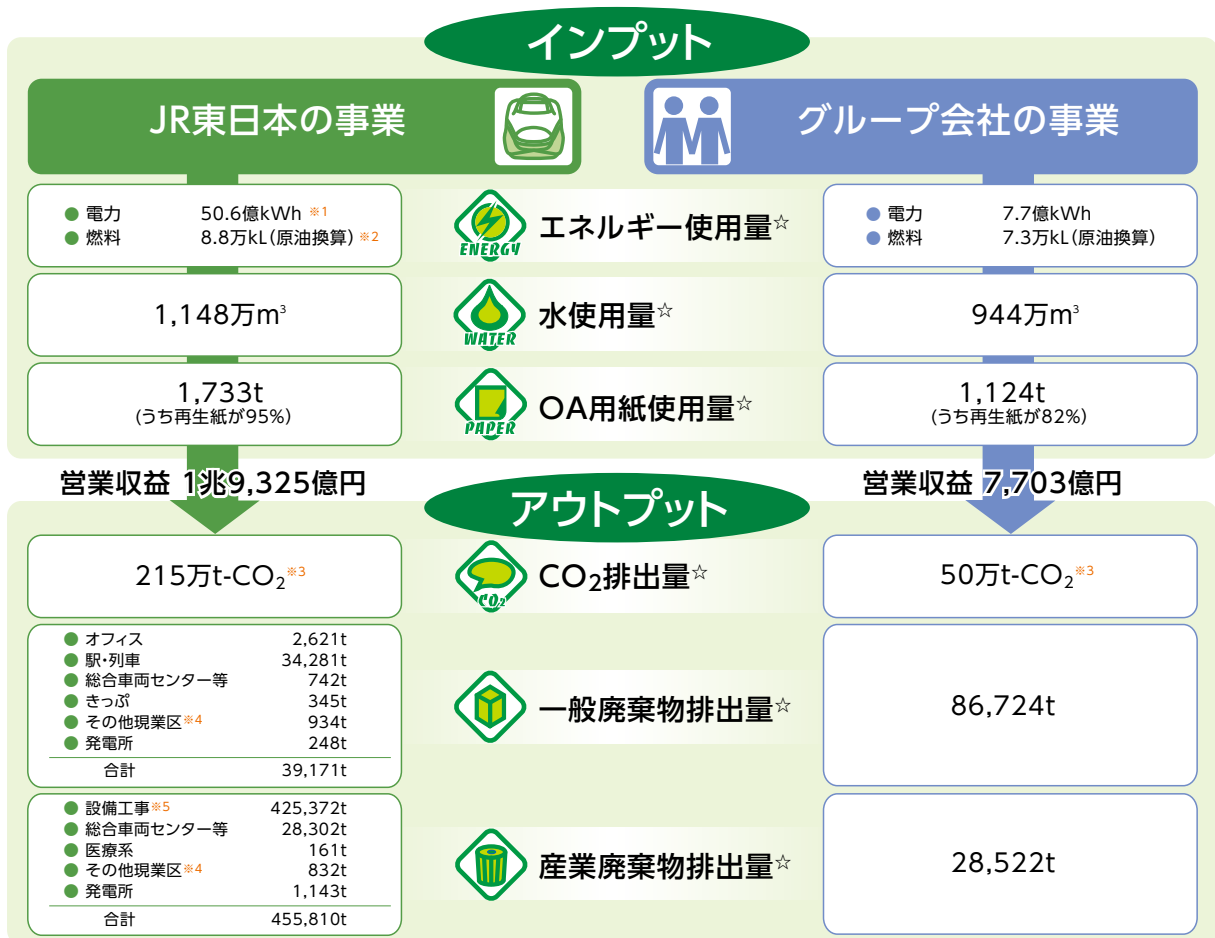 インプット
JR東日本の事業
グループ会社の事業
● 電力 50.6億kWh ※1
● 燃料 8.8万kL(原油換算) ※2
ENERGY
エネルギー使用量☆
● 電力 7.7億kWh
● 燃料 7.3万kL(原油換算)
1,148万m³
WATER
水使用量☆
944万m³
1,733t
(うち再生紙が95%)
PAPER
OA用紙使用量☆
1,124t
(うち再生紙が82%)
営業収益 1兆9,325億円
営業収益 7,703億円
アウトプット
215万t-CO₂※3
CO₂
CO₂排出量☆
50万t-CO₂※3
● オフィス 2,621t
● 駅・列車 34,281t
● 総合車両センター等 742t
● きっぷ 345t
● その他現業区※4 934t
● 発電所 248t
合計 39,171t
一般廃棄物排出量☆
86,724t
● 設備工事※5 425,372t
● 総合車両センター等 28,302t
● 医療系 161t
● その他現業区※4 832t
● 発電所 1,143t
合計 455,810t
産業廃棄物排出量☆
28,522t